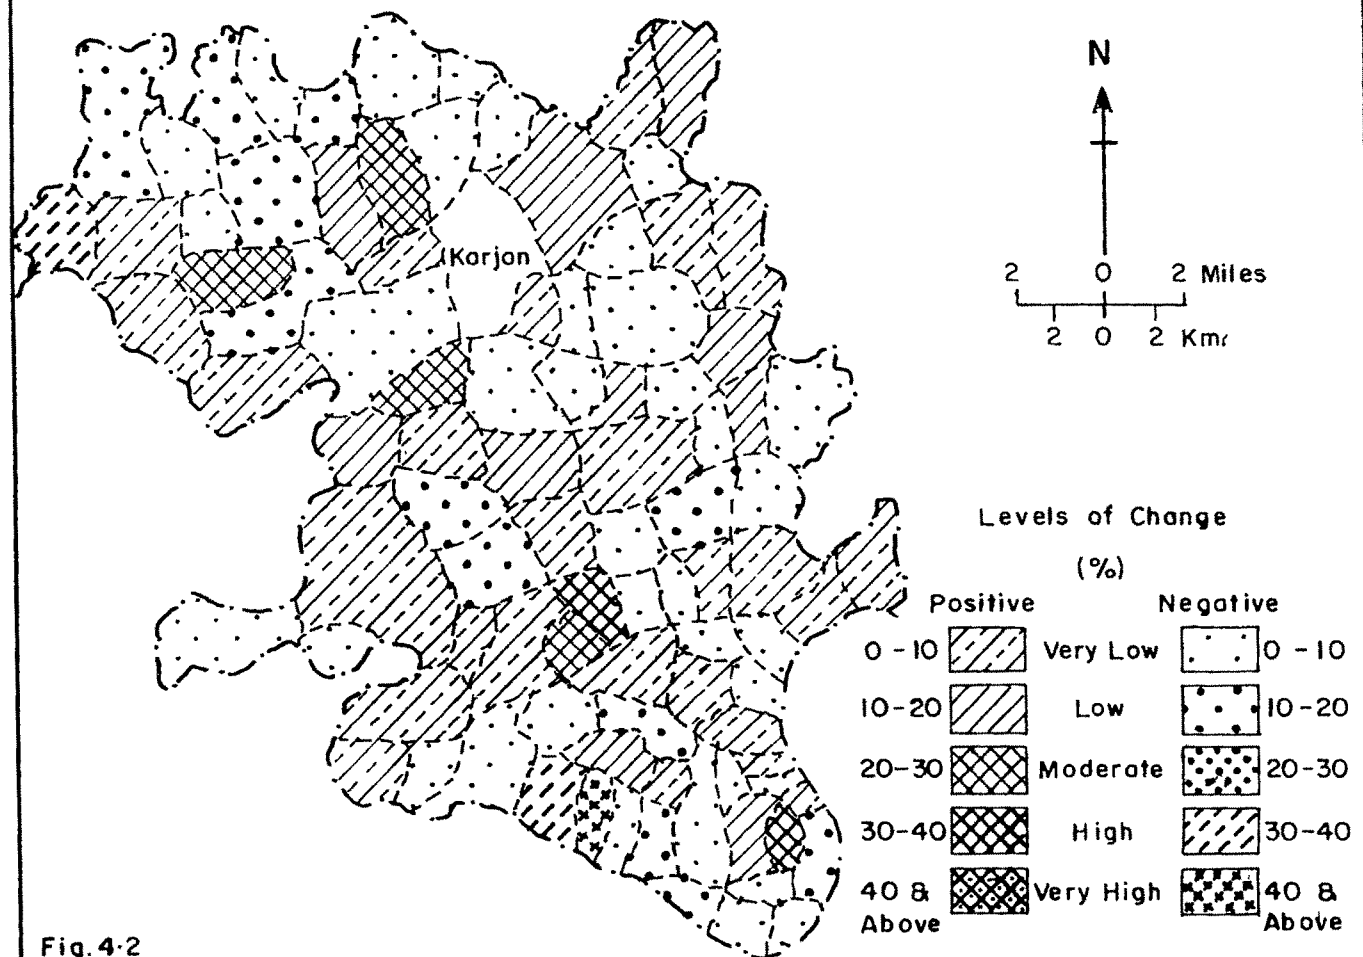 N
Karjan
2 0 2 Miles
2 0 2 Km
Levels of Change
(%)
Positive Negative
0-10 Very Low 0-10
10-20 Low 10-20
20-30 Moderate 20-30
30-40 High 30-40
40 & Above Very High 40 & Above
Fig. 4.2